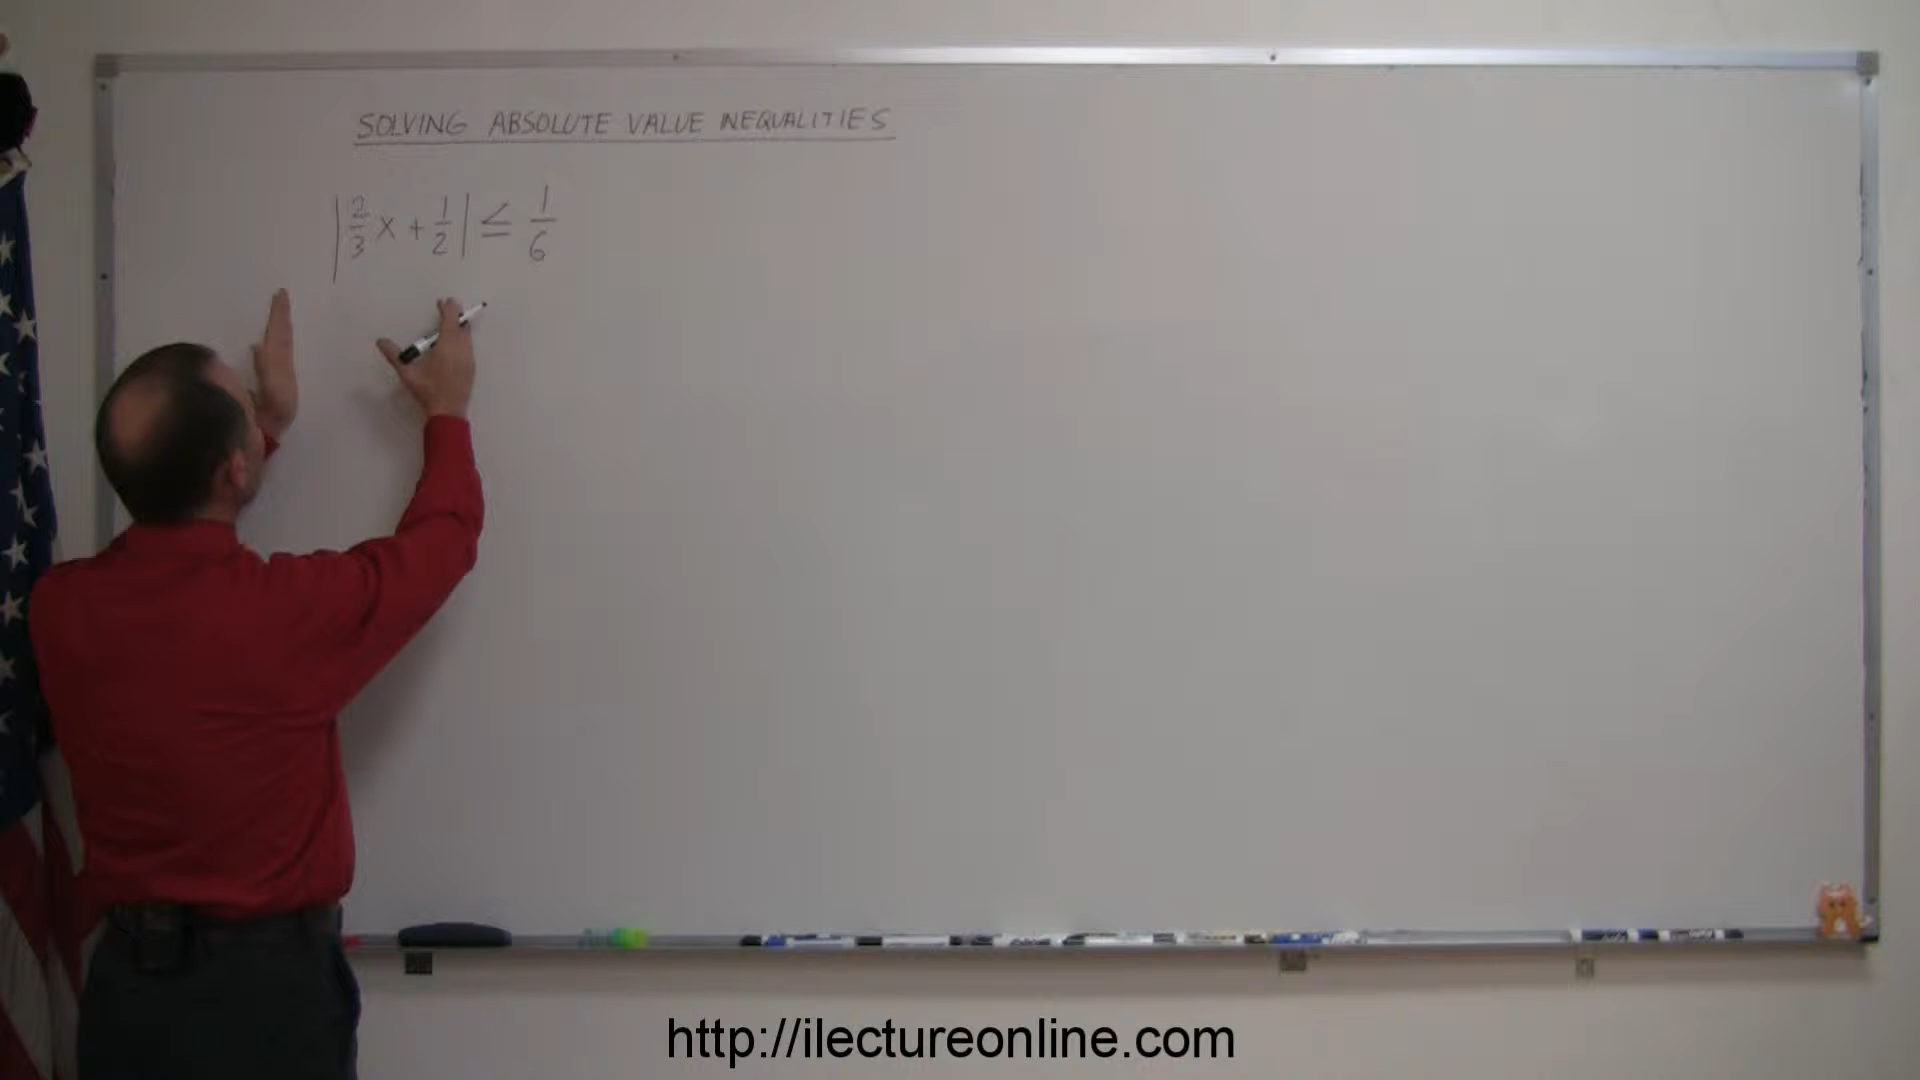 SOLVING ABSOLUTE VALUE INEQUALITIES
|2/3 x + 1/2| ≤ 1/6
http://ilectureonline.com